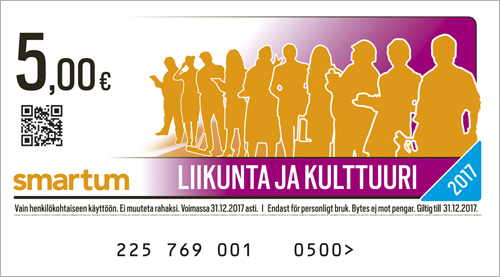 5,00€
smartum
LIIKUNTA JA KULTTUURI
2017
Vain henkilökohtaiseen käyttöön. Ei muuteta rahaksi. Voimassa 31.12.2017 asti. | Endast för personligt bruk. Bytes ej mot pengar. Giltig till 31.12.2017.
225 769 001 0500>